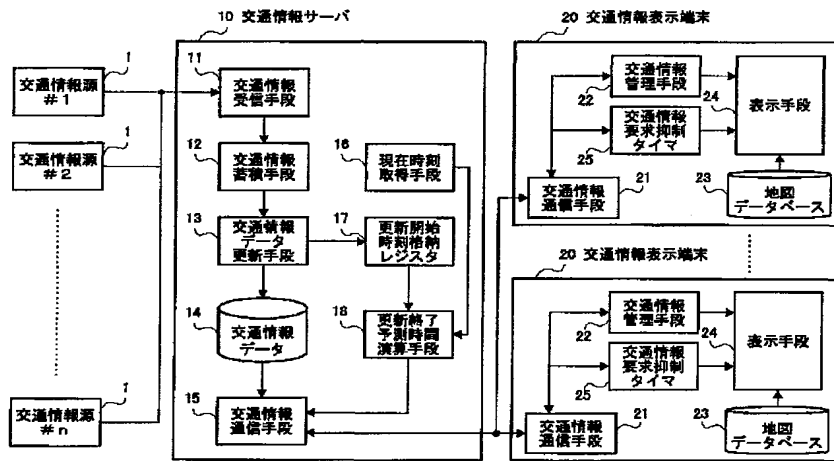 10 交通情報サーバ
1
交通情報源
#1
1
交通情報源
#2
1
交通情報源
#n
11
交通情報
受信手段
12
交通情報
蓄積手段
13
交通情報
データ
更新手段
14
交通情報
データ
15
交通情報
通信手段
16
現在時刻
取得手段
17
更新開始
時刻格納
レジスタ
18
更新終了
予測時間
演算手段
20 交通情報表示端末
交通情報
管理手段
22
交通情報
要求抑制
タイマ
25
24
表示手段
21
交通情報
通信手段
23
地図
データベース
20 交通情報表示端末
交通情報
管理手段
22
交通情報
要求抑制
タイマ
25
24
表示手段
21
交通情報
通信手段
23
地図
データベース